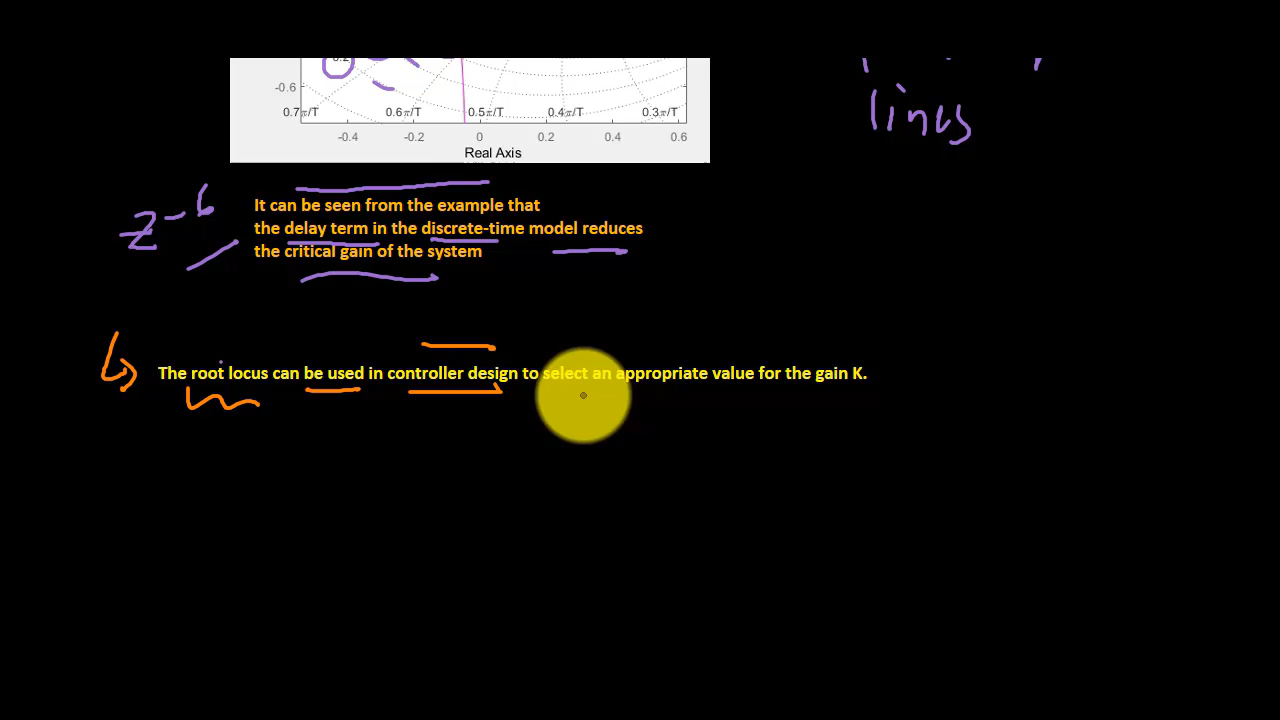 lines
0.2
-0.6
0.7π/T 0.6π/T 0.5π/T 0.4π/T 0.3π/T
-0.4 -0.2 0 0.2 0.4 0.6
Real Axis
z-6
It can be seen from the example that
the delay term in the discrete-time model reduces
the critical gain of the system
The root locus can be used in controller design to select an appropriate value for the gain K.